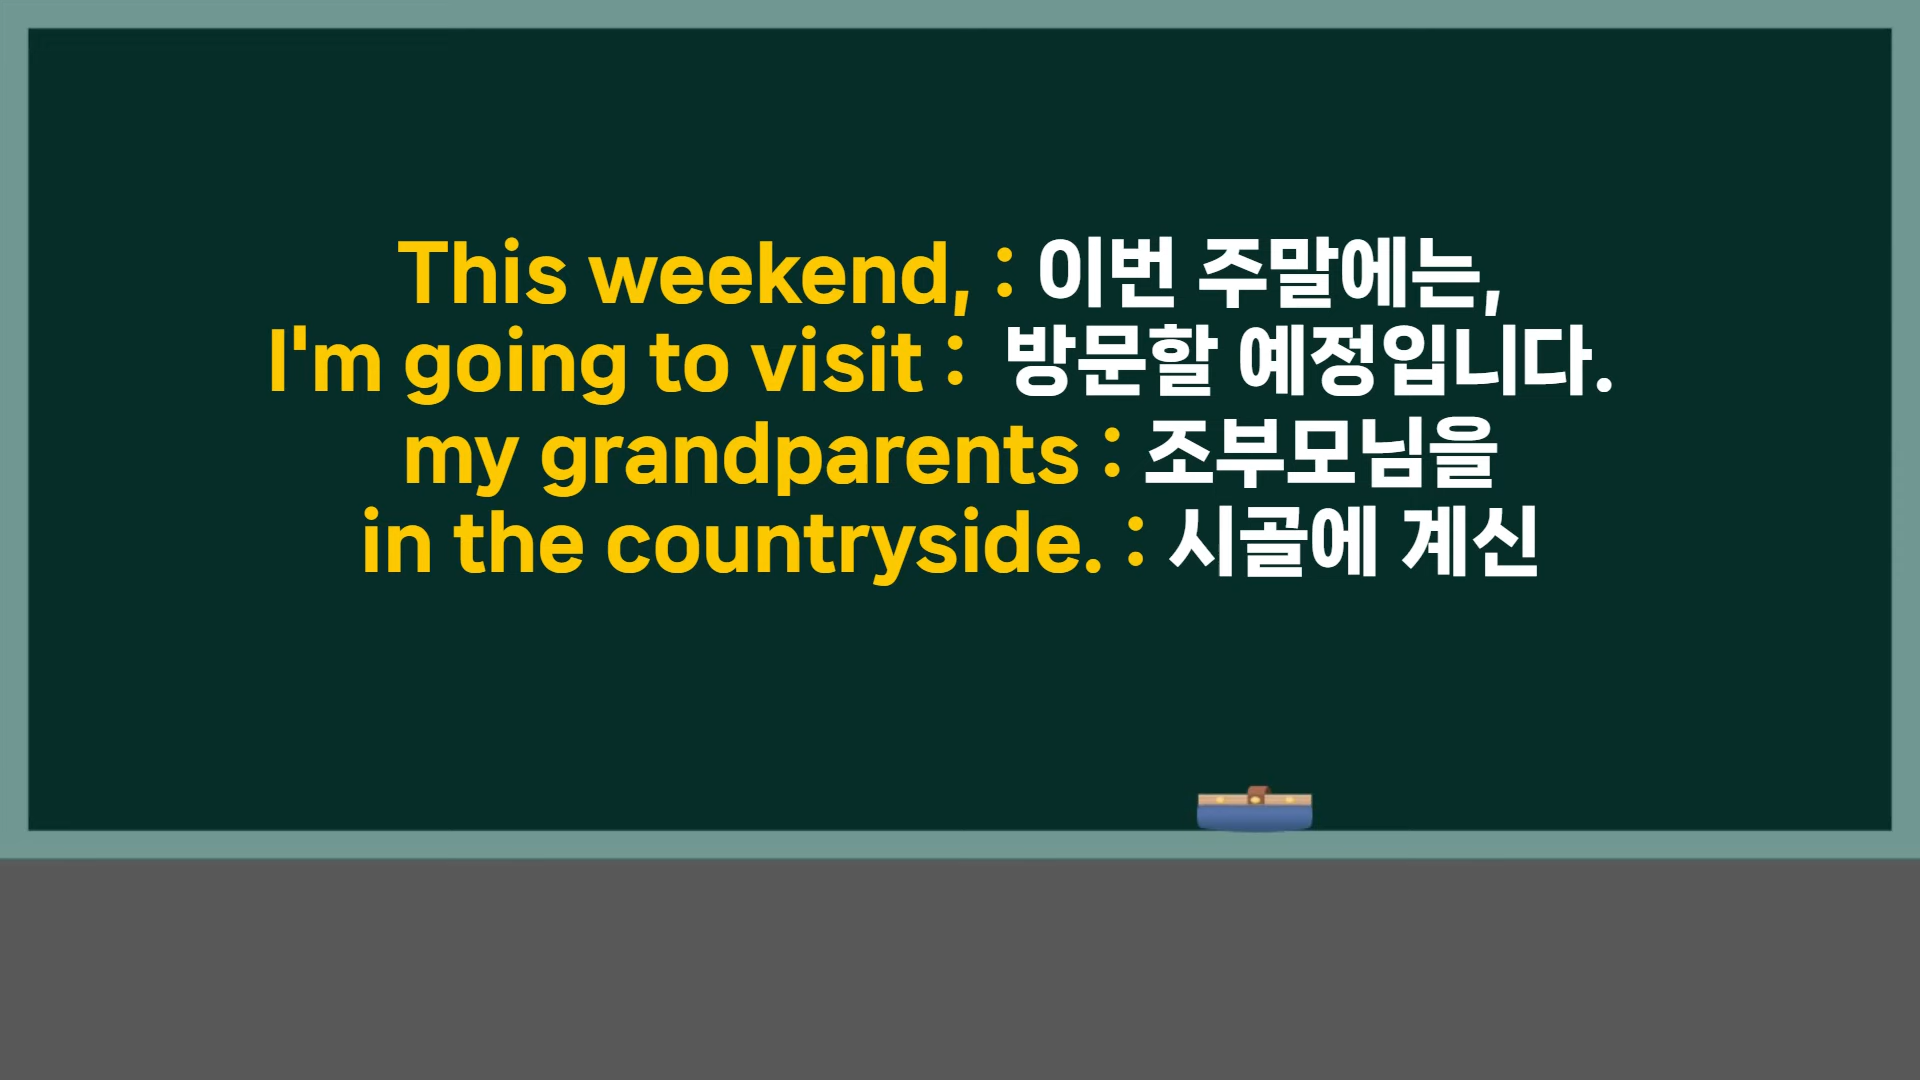 This weekend, : 이번 주말에는,
I'm going to visit : 방문할 예정입니다.
my grandparents : 조부모님을
in the countryside. : 시골에 계신